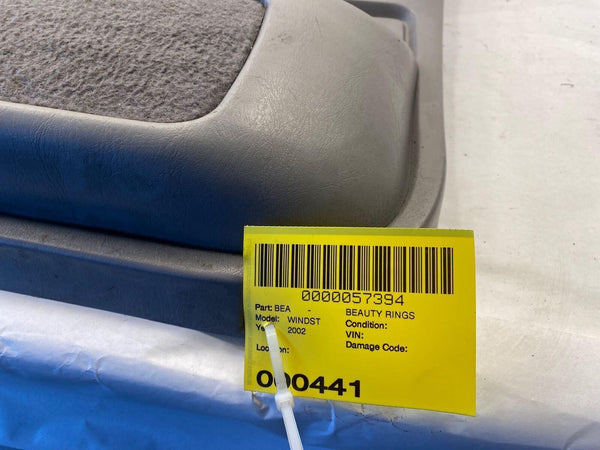 0000057394
Part: BEA - BEAUTY RINGS
Model: WINDST Condition:
2002 VIN:
Damage Code:
000441